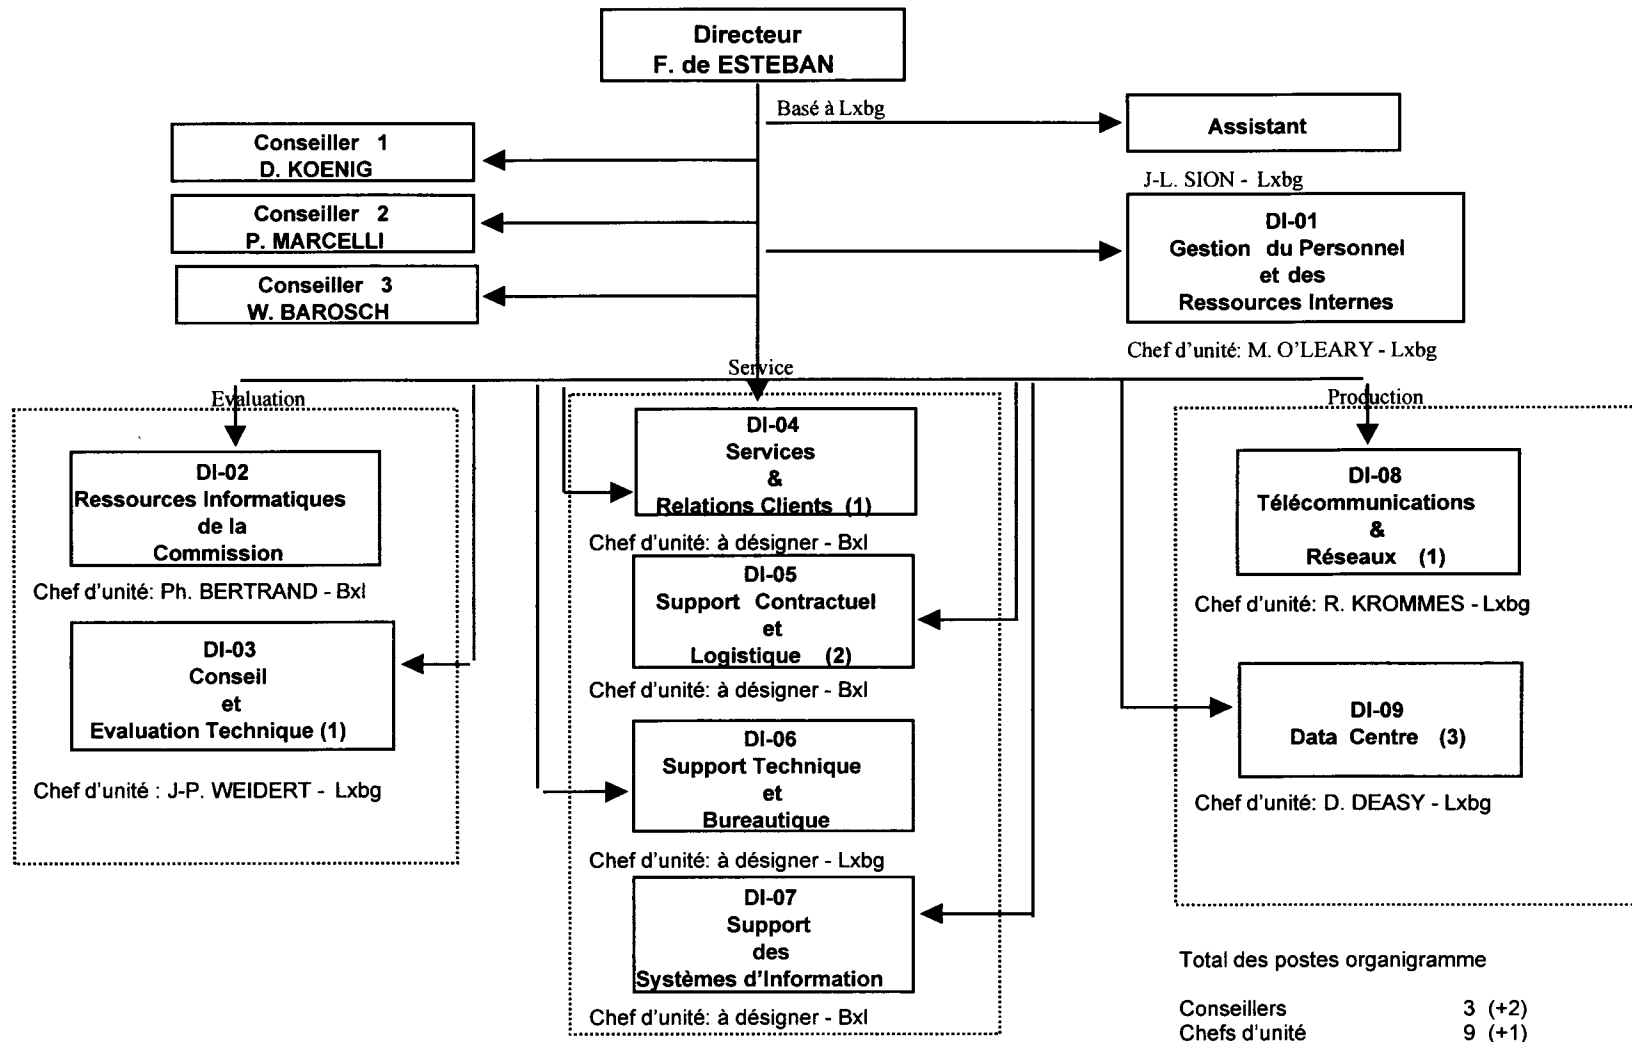 Directeur
F. de ESTEBAN
Basé à Lxbg
Assistant
J-L. SION - Lxbg
Conseiller 1
D. KOENIG
Conseiller 2
P. MARCELLI
Conseiller 3
W. BAROSCH
DI-01
Gestion du Personnel
et des
Ressources Internes
Chef d'unité: M. O'LEARY - Lxbg
Service
Evaluation
Production
DI-02
Ressources Informatiques
de la
Commission
Chef d'unité: Ph. BERTRAND - Bxl
DI-03
Conseil
et
Evaluation Technique (1)
Chef d'unité : J-P. WEIDERT - Lxbg
DI-04
Services
&
Relations Clients (1)
Chef d'unité: à désigner - Bxl
DI-05
Support Contractuel
et
Logistique (2)
Chef d'unité: à désigner - Bxl
DI-06
Support Technique
et
Bureautique
Chef d'unité: à désigner - Lxbg
DI-07
Support
des
Systèmes d'Information
Chef d'unité: à désigner - Bxl
DI-08
Télécommunications
&
Réseaux (1)
Chef d'unité: R. KROMMES - Lxbg
DI-09
Data Centre (3)
Chef d'unité: D. DEASY - Lxbg
Total des postes organigramme
Conseillers 3 (+2)
Chefs d'unité 9 (+1)